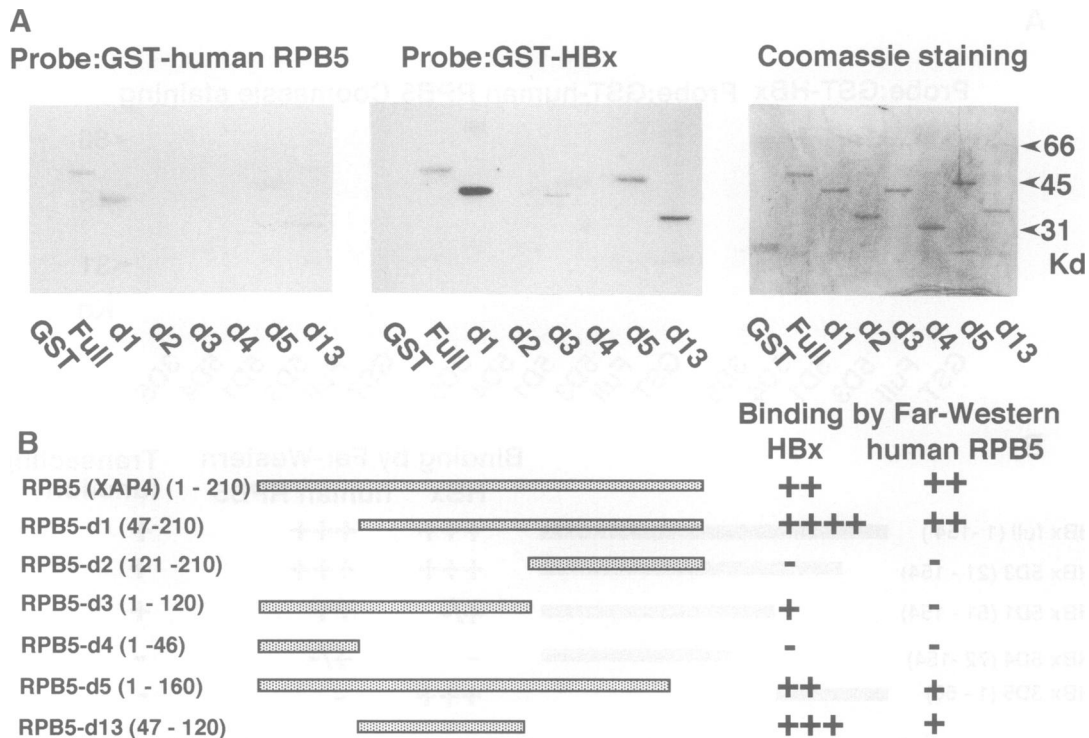 A
Probe:GST-human RPB5
Probe:GST-HBx
Coomassie staining
66
45
31
Kd
GST Full d1 d2 d3 d4 d5 d13
GST Full d1 d2 d3 d4 d5 d13
GST Full d1 d2 d3 d4 d5 d13
B
Binding by Far-Western
HBx human RPB5
RPB5 (XAP4) (1 - 210) ++ ++
RPB5-d1 (47-210) ++++ ++
RPB5-d2 (121 -210) - -
RPB5-d3 (1 - 120) + -
RPB5-d4 (1 -46) - -
RPB5-d5 (1 - 160) ++ +
RPB5-d13 (47 - 120) +++ +